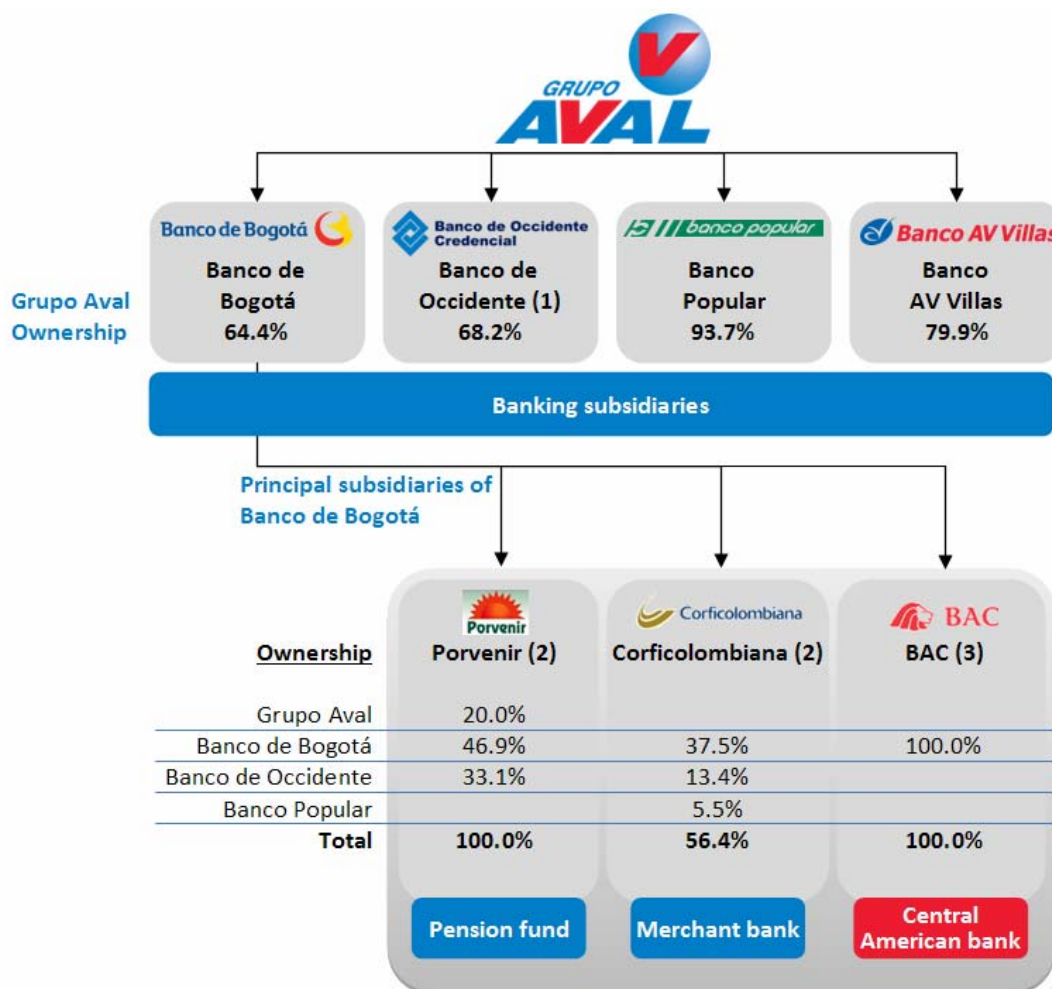 GRUPO
AVAL
Banco de Bogotá
Banco de Occidente
Credencial
banco popular
Banco AV Villas
Grupo Aval
Ownership
Banco de
Bogotá
64.4%
Banco de
Occidente (1)
68.2%
Banco
Popular
93.7%
Banco
AV Villas
79.9%
Banking subsidiaries
Principal subsidiaries of
Banco de Bogotá
Porvenir
Corficolombiana
BAC
Ownership Porvenir (2) Corficolombiana (2) BAC (3)
Grupo Aval 20.0%
Banco de Bogotá 46.9% 37.5% 100.0%
Banco de Occidente 33.1% 13.4%
Banco Popular 5.5%
Total 100.0% 56.4% 100.0%
Pension fund
Merchant bank
Central
American bank